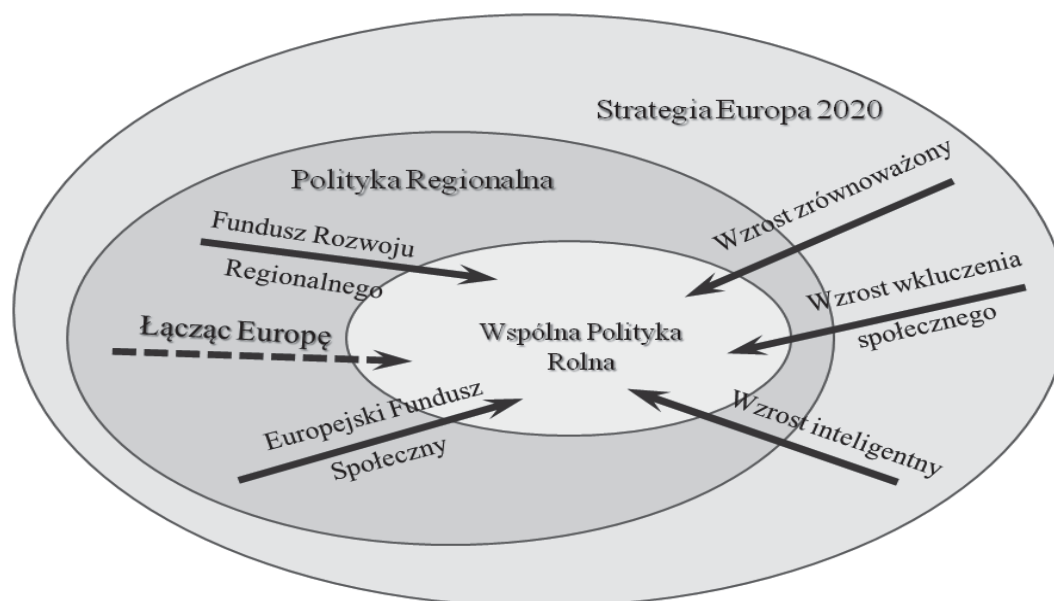 Strategia Europa 2020
Polityka Regionalna
Fundusz Rozwoju
Regionalnego
Łącząc Europę
Europejski Fundusz
Społeczny
Wspólna Polityka
Rolna
Wzrost zrównoważony
Wzrost wkluczenia
społecznego
Wzrost inteligentny